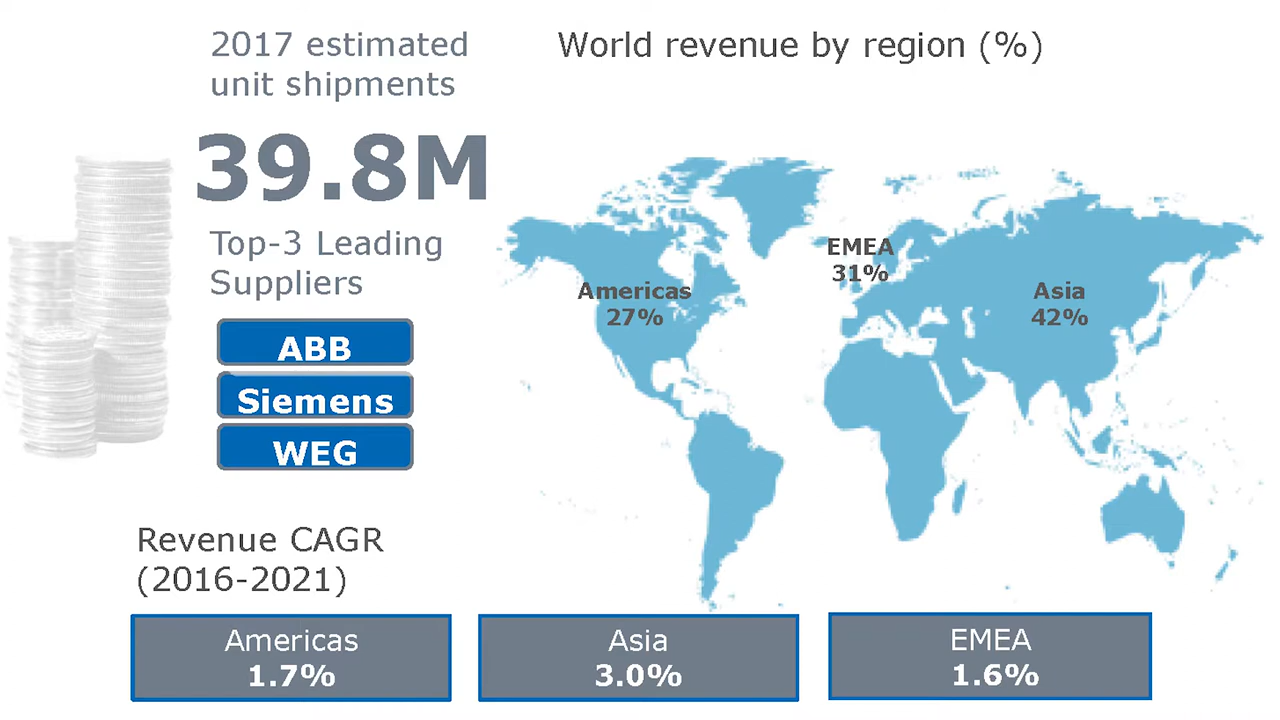 2017 estimated
unit shipments
39.8M
Top-3 Leading
Suppliers
ABB
Siemens
WEG
World revenue by region (%)
Americas
27%
EMEA
31%
Asia
42%
Revenue CAGR
(2016-2021)
Americas
1.7%
Asia
3.0%
EMEA
1.6%